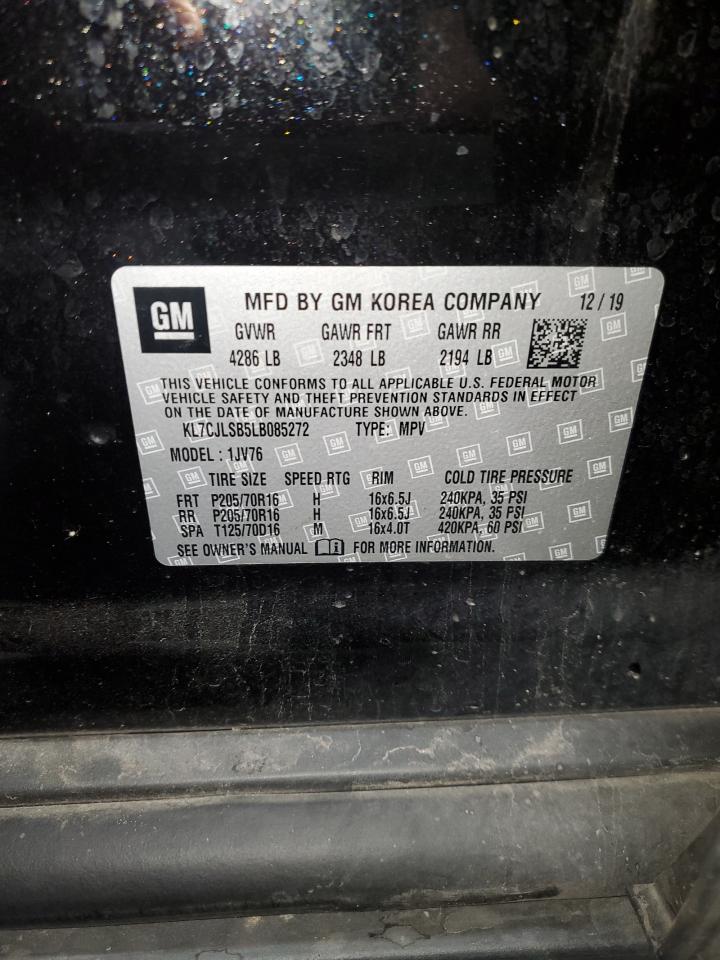 GM MFD BY GM KOREA COMPANY 12/19
GVWR GAWR FRT GAWR RR
4286 LB 2348 LB 2194 LB
THIS VEHICLE CONFORMS TO ALL APPLICABLE U.S. FEDERAL MOTOR
VEHICLE SAFETY AND THEFT PREVENTION STANDARDS IN EFFECT
ON THE DATE OF MANUFACTURE SHOWN ABOVE.
KL7CJLSB5LB085272 TYPE: MPV
MODEL : 1JV76
TIRE SIZE SPEED RTG RIM COLD TIRE PRESSURE
FRT P205/70R16 H 16x6.5J 240KPA, 35 PSI
RR P205/70R16 H 16x6.5J 240KPA, 35 PSI
SPA T125/70D16 M 16x4.0T 420KPA, 60 PSI
SEE OWNER'S MANUAL FOR MORE INFORMATION.